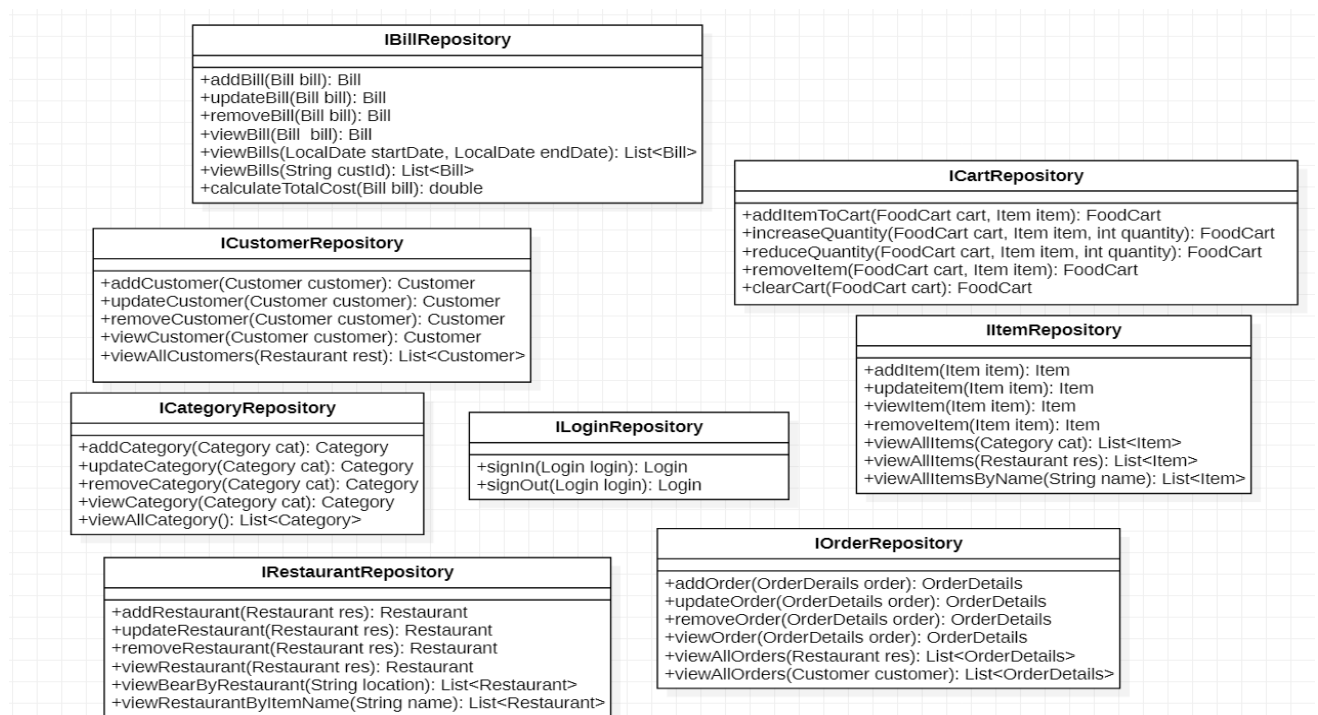 IBillRepository
+addBill(Bill bill): Bill
+updateBill(Bill bill): Bill
+removeBill(Bill bill): Bill
+viewBill(Bill  bill): Bill
+viewBills(LocalDate startDate, LocalDate endDate): List<Bill>
+viewBills(String custId): List<Bill>
+calculateTotalCost(Bill bill): double
ICartRepository
+addItemToCart(FoodCart cart, Item item): FoodCart
+increaseQuantity(FoodCart cart, Item item, int quantity): FoodCart
+reduceQuantity(FoodCart cart, Item item, int quantity): FoodCart
+removeItem(FoodCart cart, Item item): FoodCart
+clearCart(FoodCart cart): FoodCart
ICustomerRepository
+addCustomer(Customer customer): Customer
+updateCustomer(Customer customer): Customer
+removeCustomer(Customer customer): Customer
+viewCustomer(Customer customer): Customer
+viewAllCustomers(Restaurant rest): List<Customer>
IItemRepository
+addItem(Item item): Item
+updateitem(Item item): Item
+viewItem(Item item): Item
+removeItem(Item item): Item
+viewAllItems(Category cat): List<Item>
+viewAllItems(Restaurant res): List<Item>
+viewAllItemsByName(String name): List<Item>
ICategoryRepository
+addCategory(Category cat): Category
+updateCategory(Category cat): Category
+removeCategory(Category cat): Category
+viewCategory(Category cat): Category
+viewAllCategory(): List<Category>
ILoginRepository
+signIn(Login login): Login
+signOut(Login login): Login
IRestaurantRepository
+addRestaurant(Restaurant res): Restaurant
+updateRestaurant(Restaurant res): Restaurant
+removeRestaurant(Restaurant res): Restaurant
+viewRestaurant(Restaurant res): Restaurant
+viewBearByRestaurant(String location): List<Restaurant>
+viewRestaurantByItemName(String name): List<Restaurant>
IOrderRepository
+addOrder(OrderDerails order): OrderDetails
+updateOrder(OrderDetails order): OrderDetails
+removeOrder(OrderDetails order): OrderDetails
+viewOrder(OrderDetails order): OrderDetails
+viewAllOrders(Restaurant res): List<OrderDetails>
+viewAllOrders(Customer customer): List<OrderDetails>